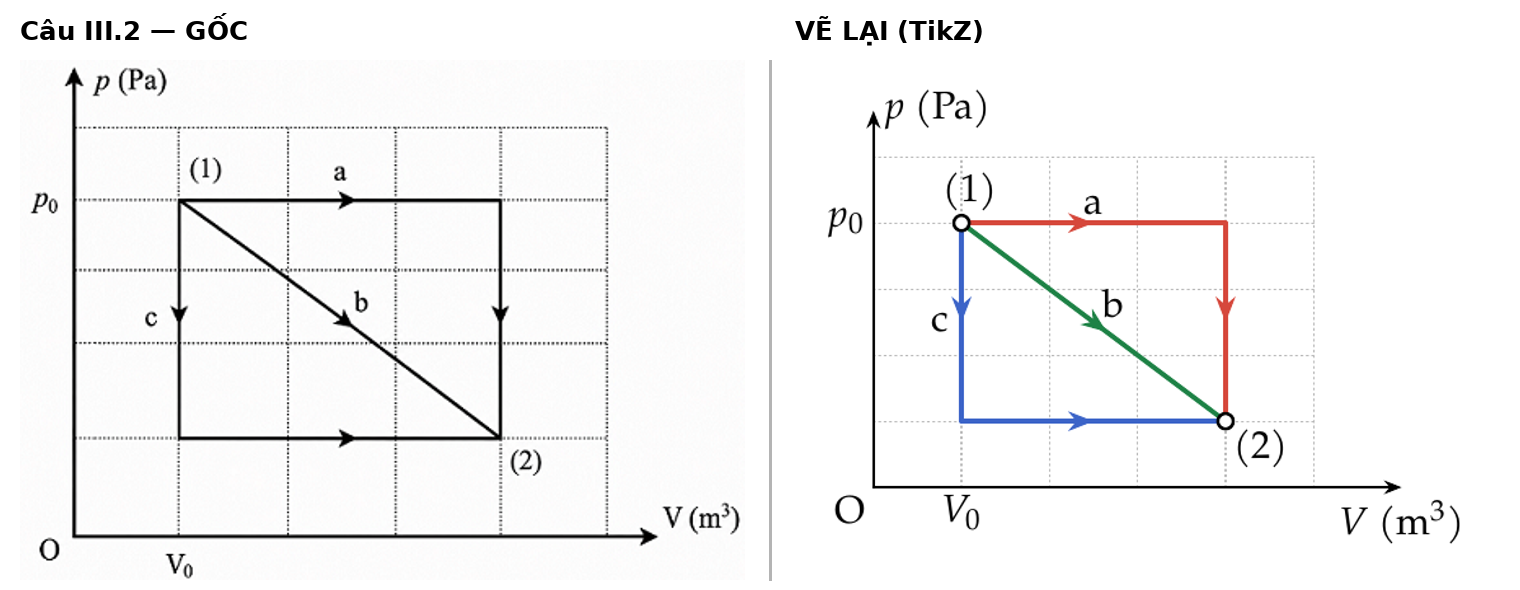 Câu III.2 — GỐC
p (Pa)
(1)
a
p₀
b
c
(2)
V (m³)
O
V₀
VẼ LẠI (TikZ)
p (Pa)
(1)
a
p₀
b
c
(2)
O
V₀
V (m³)